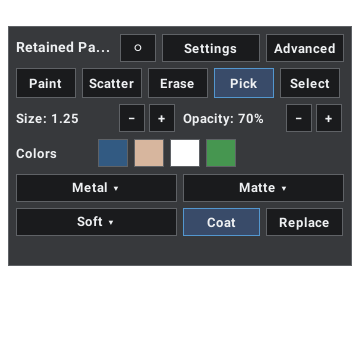 Retained Pa... ○ Settings Advanced
Paint Scatter Erase Pick Select
Size: 1.25 − + Opacity: 70% − +
Colors
Metal ▾ Matte ▾
Soft ▾ Coat Replace